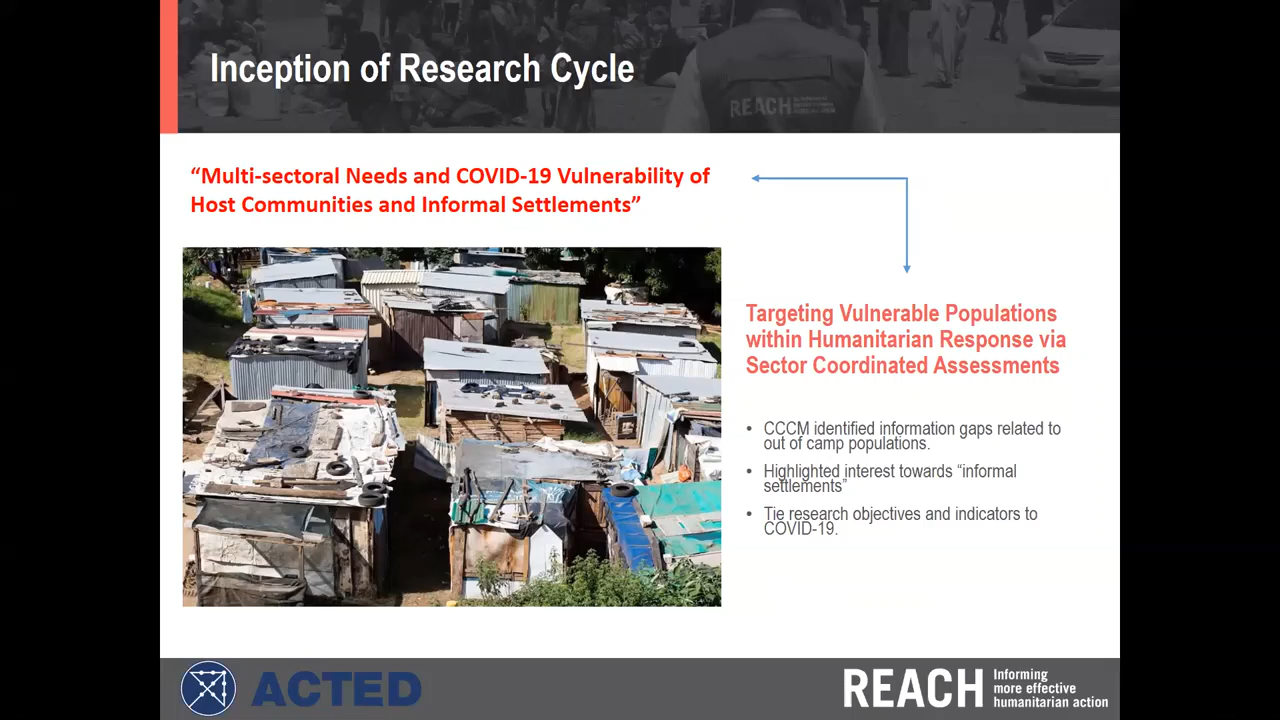 Inception of Research Cycle
REACH
“Multi-sectoral Needs and COVID-19 Vulnerability of
Host Communities and Informal Settlements”
Targeting Vulnerable Populations
within Humanitarian Response via
Sector Coordinated Assessments
• CCCM identified information gaps related to
out of camp populations.
• Highlighted interest towards “informal
settlements”
• Tie research objectives and indicators to
COVID-19.
ACTED
REACH
Informing
more effective
humanitarian action